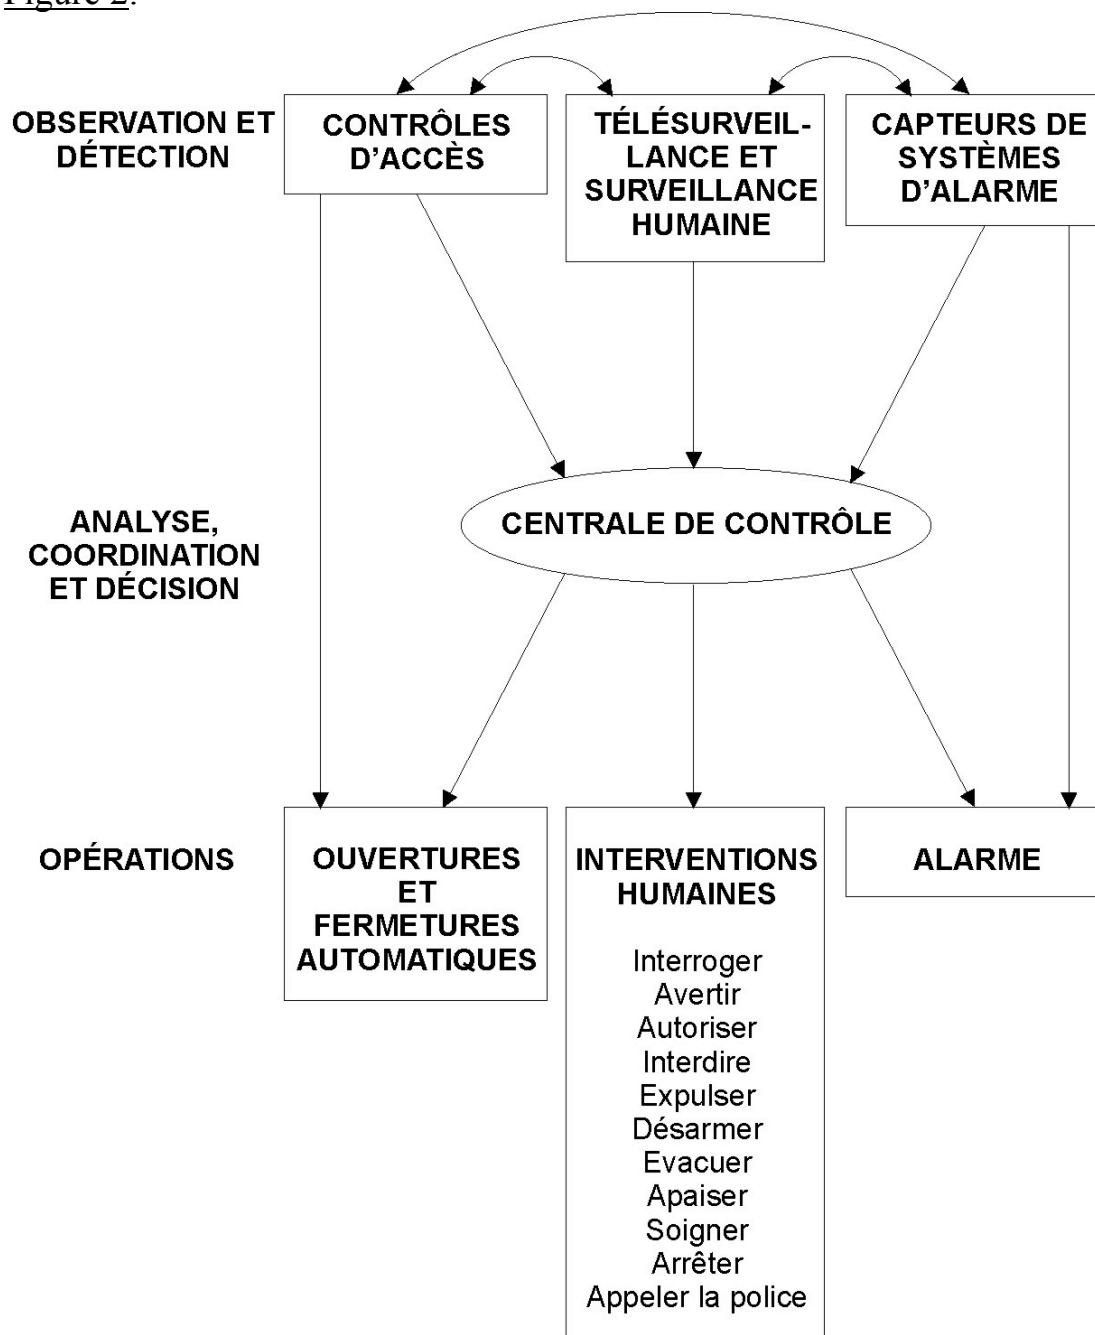 Figure 2.
OBSERVATION ET
DÉTECTION
CONTRÔLES
D’ACCÈS
TÉLÉSURVEIL-
LANCE ET
SURVEILLANCE
HUMAINE
CAPTEURS DE
SYSTÈMES
D’ALARME
ANALYSE,
COORDINATION
ET DÉCISION
CENTRALE DE CONTRÔLE
OPÉRATIONS
OUVERTURES
ET
FERMETURES
AUTOMATIQUES
INTERVENTIONS
HUMAINES
Interroger
Avertir
Autoriser
Interdire
Expulser
Désarmer
Evacuer
Apaiser
Soigner
Arrêter
Appeler la police
ALARME